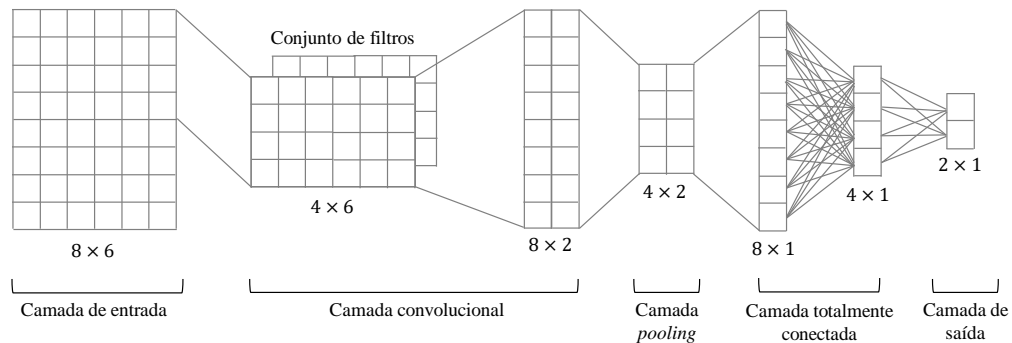 Conjunto de filtros
4 × 6
4 × 2
4 × 1
2 × 1
8 × 6
8 × 2
8 × 1
Camada de entrada
Camada convolucional
Camada
pooling
Camada totalmente
conectada
Camada de
saída